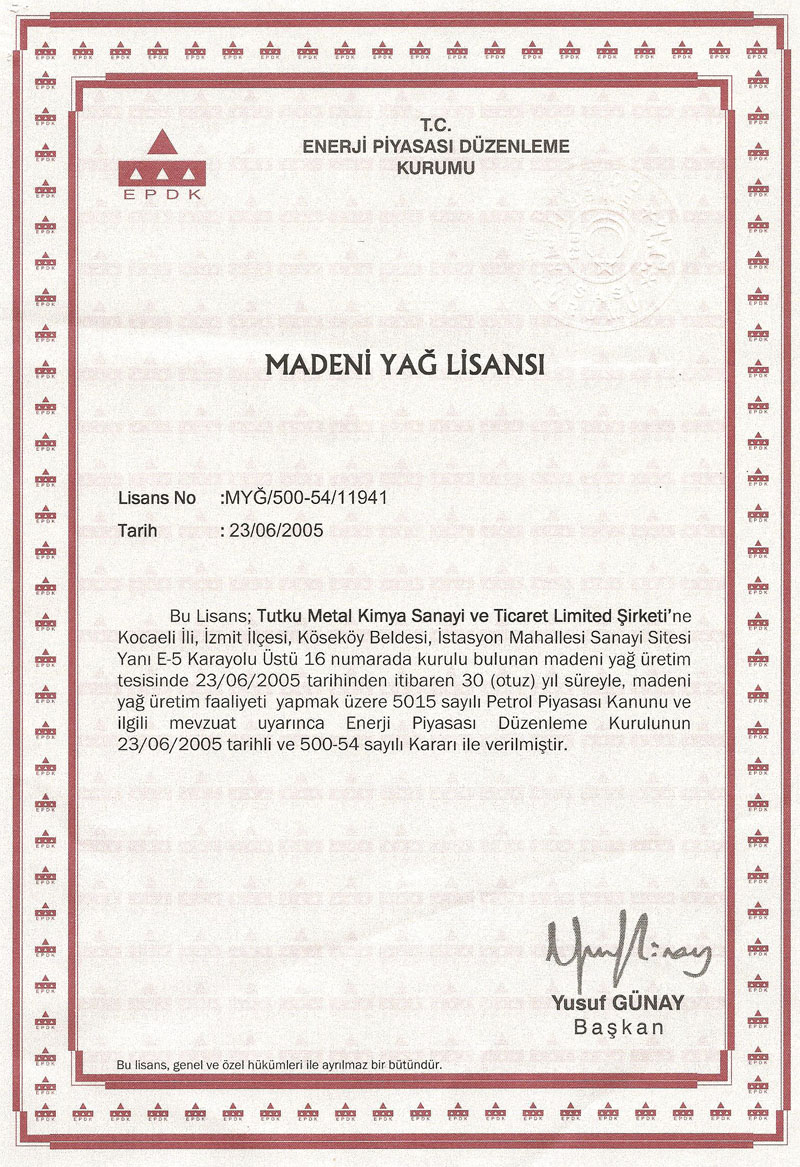 T.C.
ENERJİ PİYASASI DÜZENLEME
KURUMU
EPDK
MADENİ YAĞ LİSANSI
Lisans No :MYĞ/500-54/11941
Tarih : 23/06/2005
Bu Lisans; Tutku Metal Kimya Sanayi ve Ticaret Limited Şirketi'ne
Kocaeli İli, İzmit İlçesi, Köseköy Beldesi, İstasyon Mahallesi Sanayi Sitesi
Yanı E-5 Karayolu Üstü 16 numarada kurulu bulunan madeni yağ üretim
tesisinde 23/06/2005 tarihinden itibaren 30 (otuz) yıl süreyle, madeni
yağ üretim faaliyeti yapmak üzere 5015 sayılı Petrol Piyasası Kanunu ve
ilgili mevzuat uyarınca Enerji Piyasası Düzenleme Kurulunun
23/06/2005 tarihli ve 500-54 sayılı Kararı ile verilmiştir.
Yusuf GÜNAY
Başkan
Bu lisans, genel ve özel hükümleri ile ayrılmaz bir bütündür.